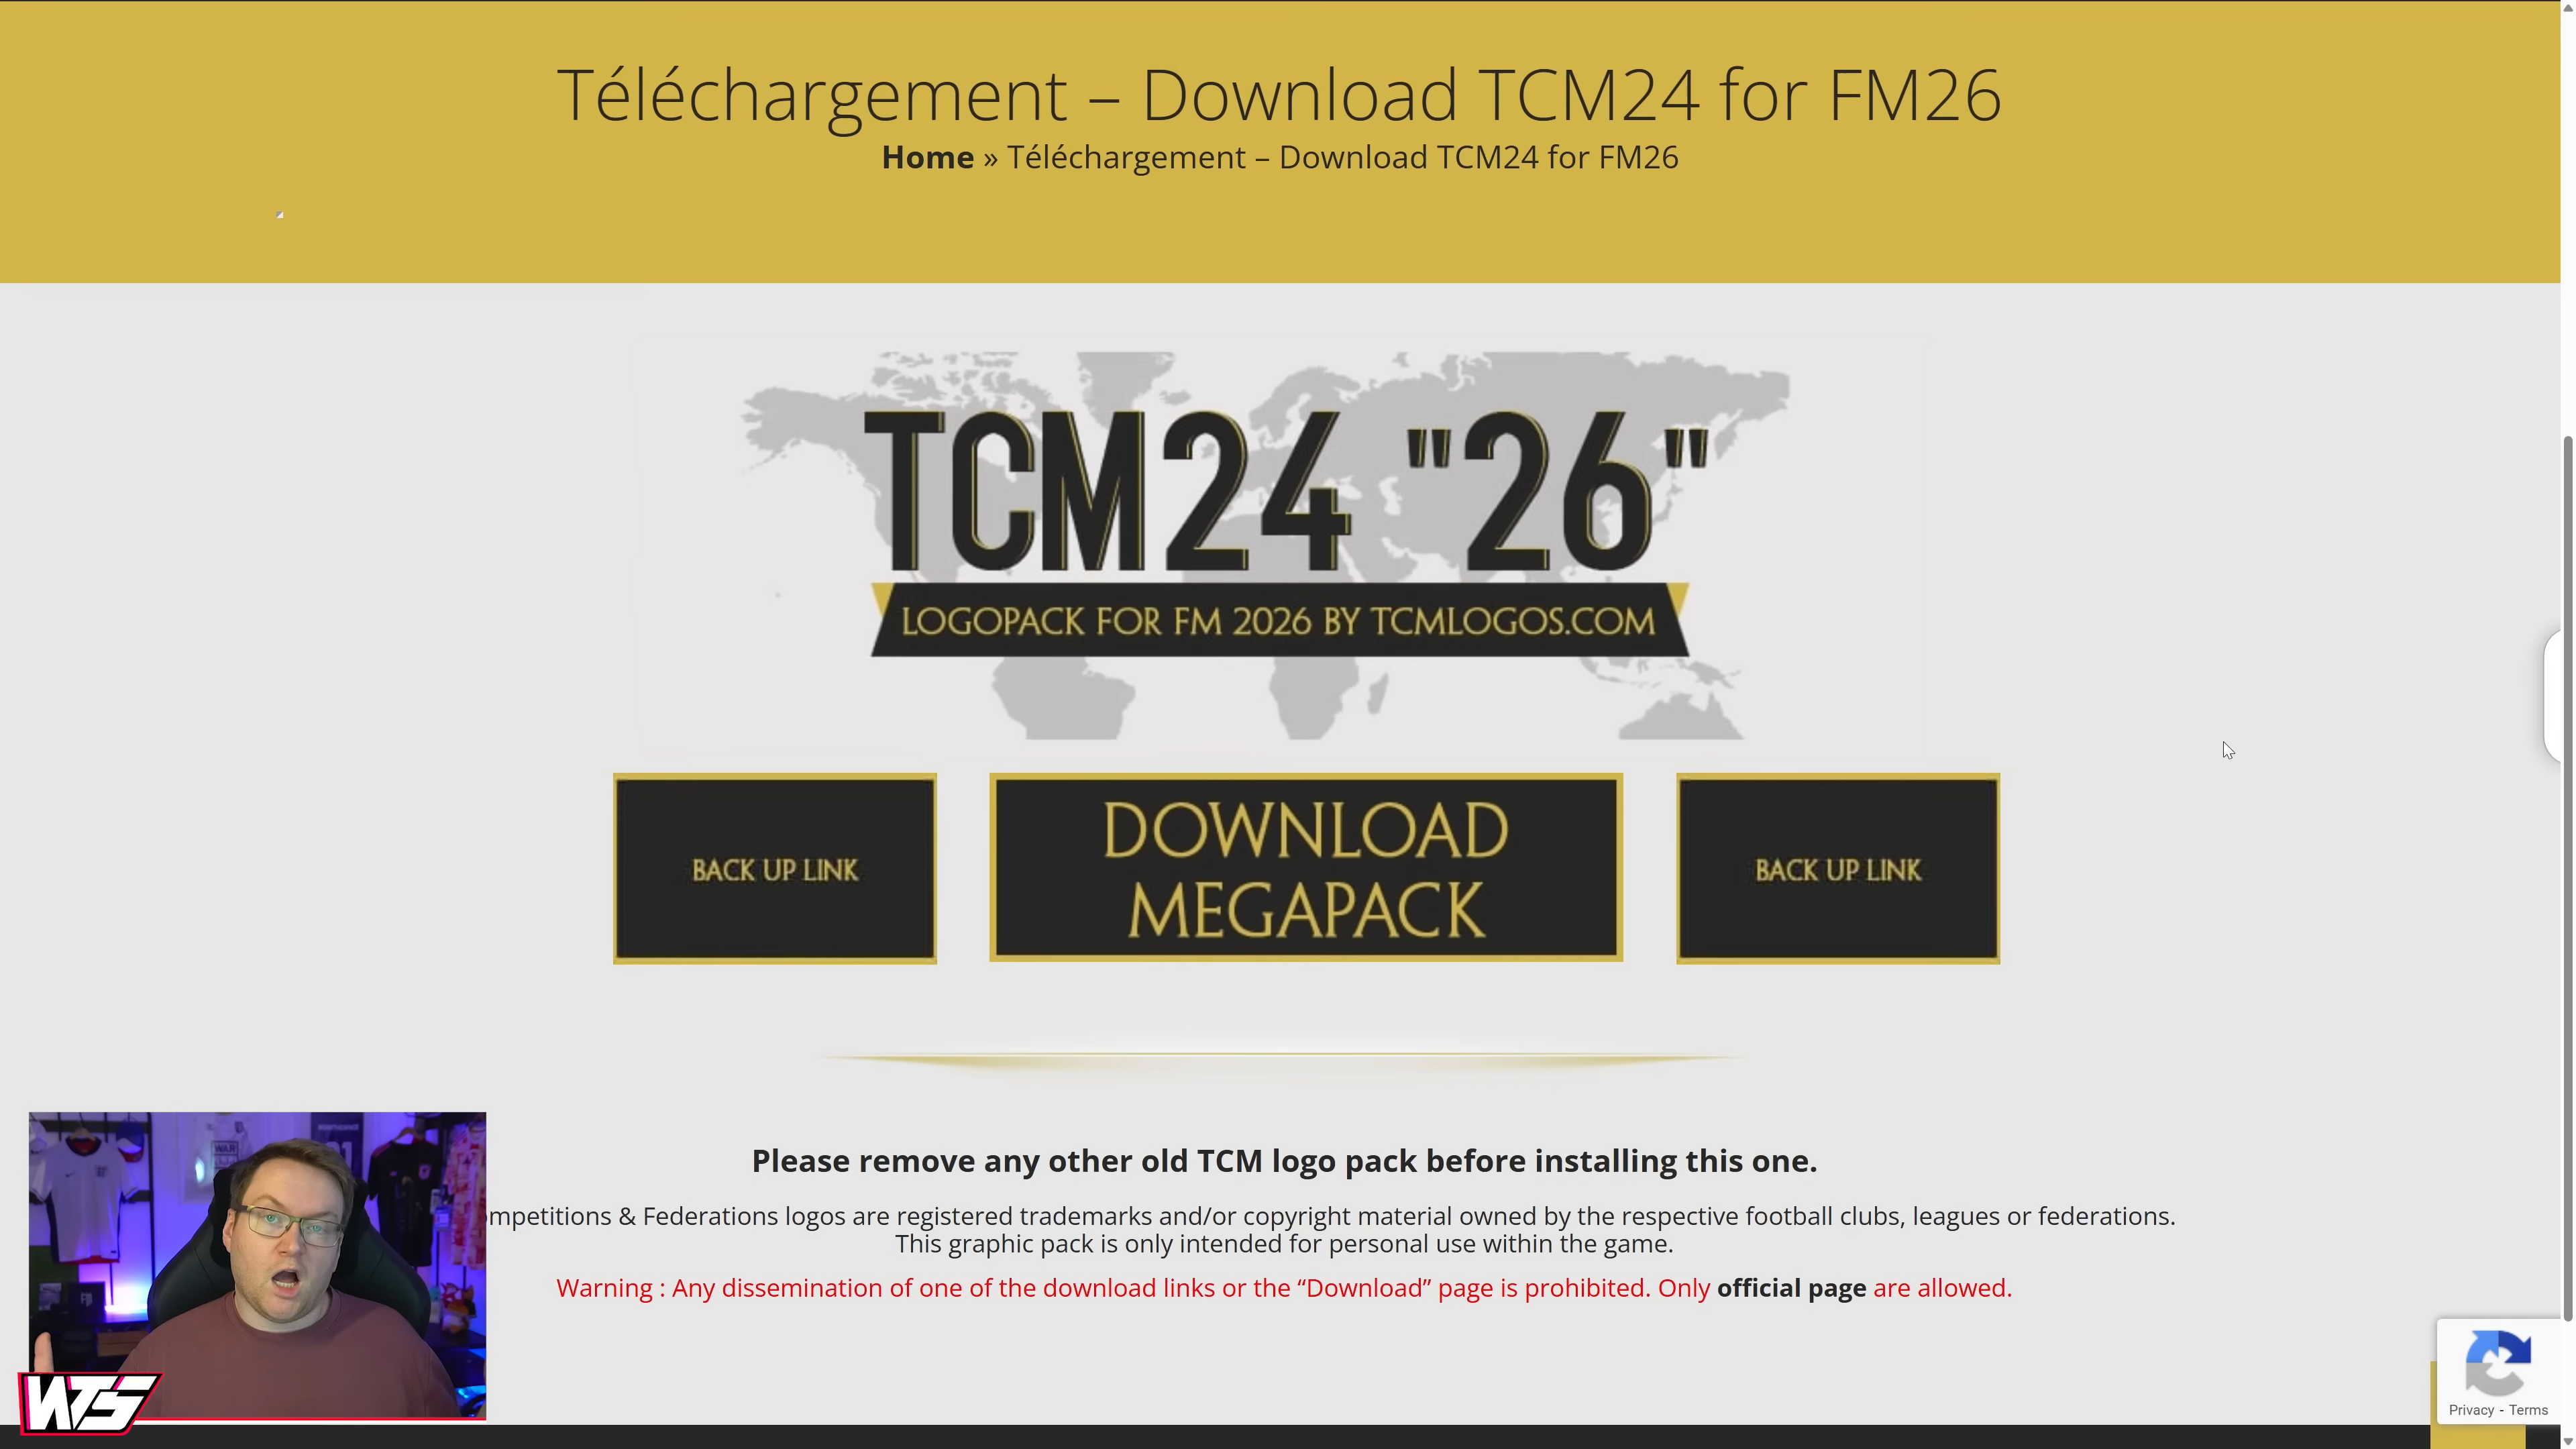 Téléchargement – Download TCM24 for FM26
Home » Téléchargement – Download TCM24 for FM26
TCM24 "26"
LOGOPACK FOR FM 2026 BY TCMLOGOS.COM
BACK UP LINK
DOWNLOAD
MEGAPACK
BACK UP LINK
Please remove any other old TCM logo pack before installing this one.
mpetitions & Federations logos are registered trademarks and/or copyright material owned by the respective football clubs, leagues or federations.
This graphic pack is only intended for personal use within the game.
Warning : Any dissemination of one of the download links or the “Download” page is prohibited. Only official page are allowed.
WTS
Privacy - Terms